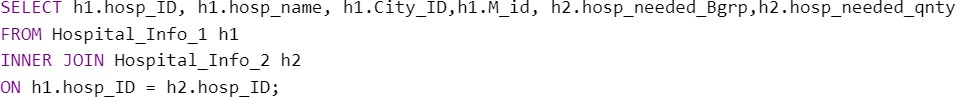 SELECT h1.hosp_ID, h1.hosp_name, h1.City_ID,h1.M_id, h2.hosp_needed_Bgrp,h2.hosp_needed_qnty
FROM Hospital_Info_1 h1
INNER JOIN Hospital_Info_2 h2
ON h1.hosp_ID = h2.hosp_ID;